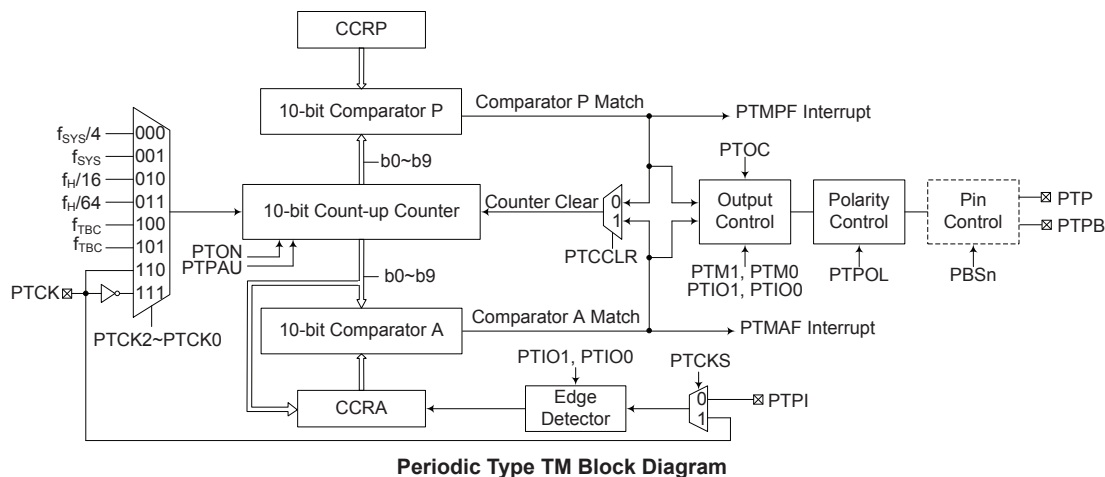 CCRP
10-bit Comparator P
Comparator P Match
PTMPF Interrupt
b0~b9
fSYS/4
000
fSYS
001
fH/16
010
fH/64
011
fTBC
100
fTBC
101
110
111
PTCK
PTCK2~PTCK0
10-bit Count-up Counter
PTON
PTPAU
Counter Clear
0
1
PTCCLR
PTOC
Output
Control
PTM1, PTM0
PTIO1, PTIO0
Polarity
Control
PTPOL
Pin
Control
PBSn
PTP
PTPB
b0~b9
10-bit Comparator A
Comparator A Match
PTMAF Interrupt
CCRA
PTIO1, PTIO0
Edge
Detector
PTCKS
0
1
PTPI
Periodic Type TM Block Diagram